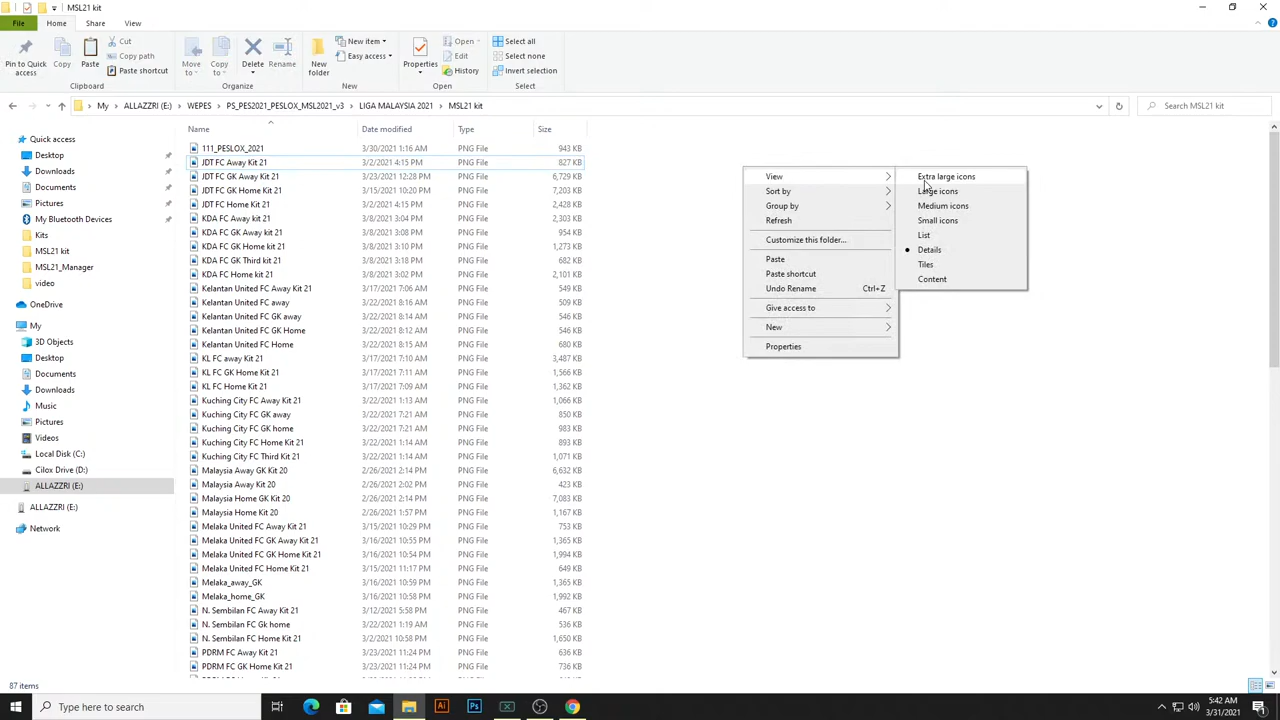 MSL21 kit
File Home Share View
Pin to Quick access
Copy
Paste
Cut
Copy path
Paste shortcut
Clipboard
Move to
Copy to
Delete
Rename
Organize
New folder
New item
Easy access
New
Properties
Open
Edit
History
Open
Select all
Select none
Invert selection
Select
My > ALLAZZRI (E:) > WEPES > PS_PES2021_PESLOX_MSL2021_v3 > LIGA MALAYSIA 2021 > MSL21 kit
Search MSL21 kit
Quick access
Desktop
Downloads
Documents
Pictures
My Bluetooth Devices
Kits
MSL21 kit
MSL21_Manager
video
OneDrive
My
3D Objects
Desktop
Documents
Downloads
Music
Pictures
Videos
Local Disk (C:)
Cilox Drive (D:)
ALLAZZRI (E:)
ALLAZZRI (E:)
Network
Name Date modified Type Size
111_PESLOX_2021 3/30/2021 1:16 AM PNG File 943 KB
JDT FC Away Kit 21 3/2/2021 4:15 PM PNG File 827 KB
JDT FC GK Away Kit 21 3/23/2021 12:28 PM PNG File 6,729 KB
JDT FC GK Home Kit 21 3/15/2021 10:20 PM PNG File 7,203 KB
JDT FC Home Kit 21 3/2/2021 4:15 PM PNG File 904 KB
KDA FC Away kit 21 3/8/2021 3:08 PM PNG File 632 KB
KDA FC GK Away kit 21 3/22/2021 3:17 PM PNG File 954 KB
KDA FC GK Home kit 21 3/8/2021 3:10 PM PNG File 632 KB
KDA FC GK Third kit 21 3/8/2021 3:18 PM PNG File 682 KB
KDA FC Home kit 21 3/8/2021 3:02 PM PNG File 2,101 KB
Kelantan United FC Away Kit 21 3/17/2021 7:06 AM PNG File 549 KB
Kelantan United FC away 3/22/2021 8:14 AM PNG File 509 KB
Kelantan United FC GK away 3/22/2021 8:14 AM PNG File 546 KB
Kelantan United FC GK Home 3/22/2021 8:14 AM PNG File 546 KB
Kelantan United FC Home 3/22/2021 8:15 AM PNG File 680 KB
KL FC away Kit 21 3/17/2021 7:10 AM PNG File 3,487 KB
KL FC GK Home Kit 21 3/17/2021 7:11 AM PNG File 1,566 KB
KL FC Home Kit 21 3/17/2021 7:09 AM PNG File 1,362 KB
Kuching City FC Away Kit 21 3/22/2021 1:13 AM PNG File 1,066 KB
Kuching City FC GK away 3/22/2021 7:21 AM PNG File 850 KB
Kuching City FC GK home 3/22/2021 7:21 AM PNG File 983 KB
Kuching City FC Home Kit 21 3/22/2021 1:14 AM PNG File 893 KB
Kuching City FC Third Kit 21 3/22/2021 1:14 AM PNG File 1,071 KB
Malaysia Away GK Kit 20 2/26/2021 2:14 PM PNG File 6,632 KB
Malaysia Away Kit 20 2/26/2021 2:02 PM PNG File 423 KB
Malaysia Home GK Kit 20 2/26/2021 2:14 PM PNG File 7,083 KB
Malaysia Home Kit 20 2/26/2021 1:57 PM PNG File 1,167 KB
Melaka United FC Away Kit 21 3/15/2021 10:29 PM PNG File 753 KB
Melaka United FC GK Away Kit 21 3/16/2021 10:55 PM PNG File 1,365 KB
Melaka United FC GK Home Kit 21 3/16/2021 10:54 PM PNG File 1,994 KB
Melaka United FC Home Kit 21 3/15/2021 11:17 PM PNG File 649 KB
Melaka_away_GK 3/16/2021 10:59 PM PNG File 1,365 KB
Melaka_home_GK 3/16/2021 10:58 PM PNG File 1,992 KB
N. Sembilan FC Away Kit 21 3/12/2021 4:58 PM PNG File 467 KB
N. Sembilan FC Gk home 3/22/2021 7:35 AM PNG File 536 KB
N. Sembilan FC Home Kit 21 3/2/2021 10:58 PM PNG File 1,650 KB
PDRM FC Away Kit 21 3/23/2021 11:24 PM PNG File 636 KB
PDRM FC GK Home Kit 21 3/23/2021 11:24 PM PNG File 736 KB
View
Sort by
Group by
Refresh
Customize this folder...
Paste
Paste shortcut
Undo Rename Ctrl+Z
Give access to
New
Properties
Extra large icons
Large icons
Medium icons
Small icons
List
Details
Tiles
Content
87 items
Type here to search
5:42 AM
3/31/2021